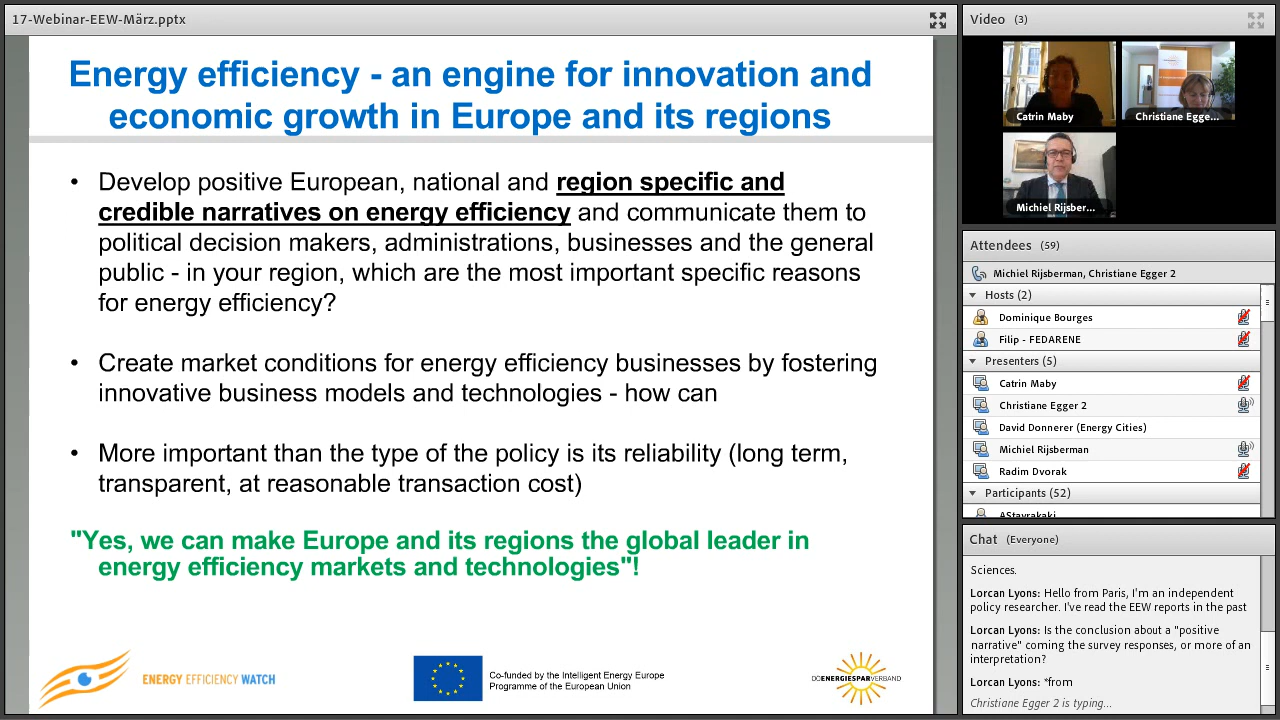 17-Webinar-EEW-März.pptx
Energy efficiency - an engine for innovation and
economic growth in Europe and its regions
• Develop positive European, national and region specific and
credible narratives on energy efficiency and communicate them to
political decision makers, administrations, businesses and the general
public - in your region, which are the most important specific reasons
for energy efficiency?
• Create market conditions for energy efficiency businesses by fostering
innovative business models and technologies - how can
• More important than the type of the policy is its reliability (long term,
transparent, at reasonable transaction cost)
"Yes, we can make Europe and its regions the global leader in
energy efficiency markets and technologies"!
ENERGY EFFICIENCY WATCH
Co-funded by the Intelligent Energy Europe
Programme of the European Union
OÖ ENERGIESPARVERBAND
Video (3)
Catrin Maby
Christiane Egge...
Michiel Rijsber...
Attendees (59)
Michiel Rijsberman, Christiane Egger 2
Hosts (2)
Dominique Bourges
Filip - FEDARENE
Presenters (5)
Catrin Maby
Christiane Egger 2
David Donnerer (Energy Cities)
Michiel Rijsberman
Radim Dvorak
Participants (52)
AStavrakaki
Chat (Everyone)
Sciences.
Lorcan Lyons: Hello from Paris, I'm an independent
policy researcher. I've read the EEW reports in the past
Lorcan Lyons: Is the conclusion about a "positive
narrative" coming the survey responses, or more of an
interpretation?
Lorcan Lyons: *from
Christiane Egger 2 is typing...